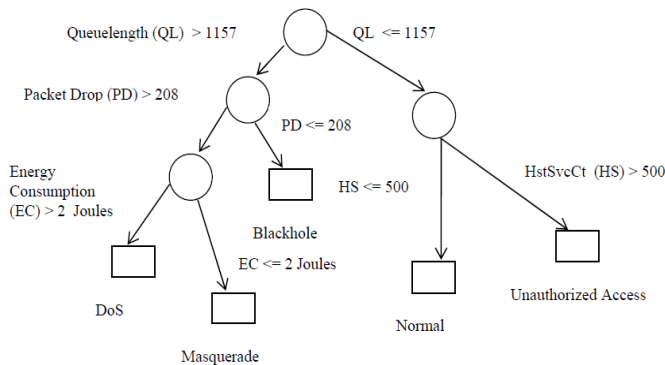 Queuelength (QL) > 1157
QL <= 1157
Packet Drop (PD) > 208
PD <= 208
Energy
Consumption
(EC) > 2 Joules
HS <= 500
HstSvcCt (HS) > 500
Blackhole
EC <= 2 Joules
DoS
Masquerade
Normal
Unauthorized Access